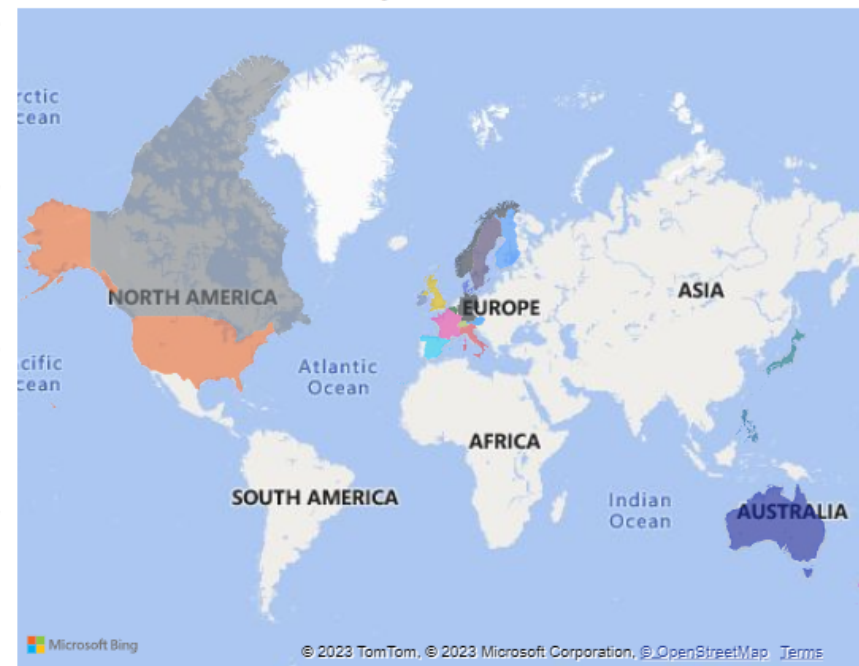 rctic
cean
NORTH AMERICA
EUROPE
ASIA
cific
cean
Atlantic
Ocean
AFRICA
SOUTH AMERICA
Indian
Ocean
AUSTRALIA
Microsoft Bing
© 2023 TomTom, © 2023 Microsoft Corporation, © OpenStreetMap Terms